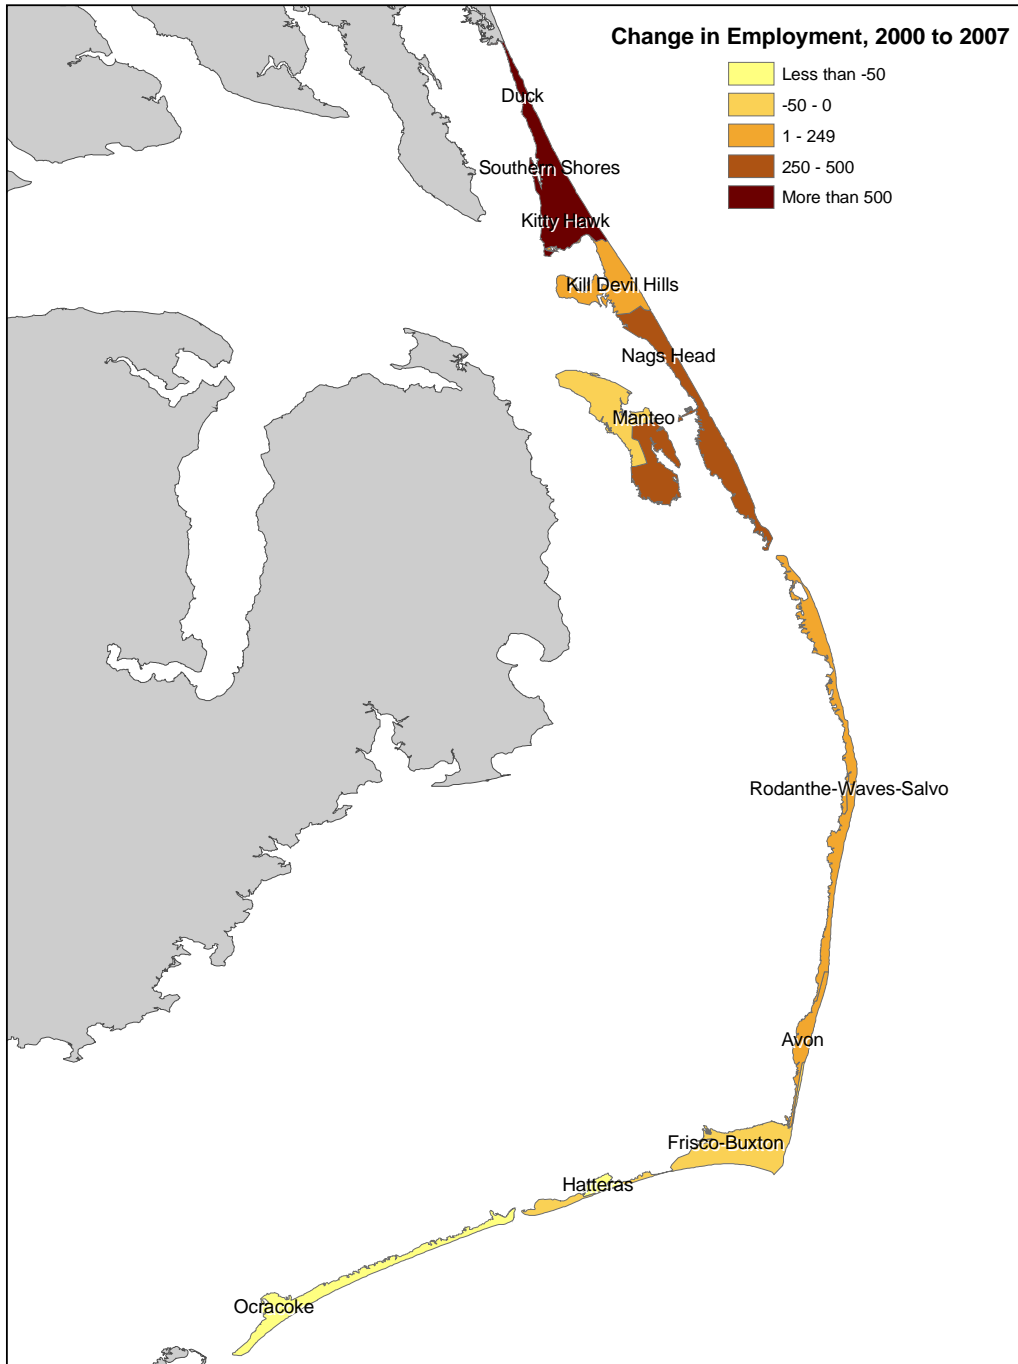 Change in Employment, 2000 to 2007
Less than -50
-50 - 0
1 - 249
250 - 500
More than 500
Duck
Southern Shores
Kitty Hawk
Kill Devil Hills
Nags Head
Manteo
Rodanthe-Waves-Salvo
Avon
Frisco-Buxton
Hatteras
Ocracoke